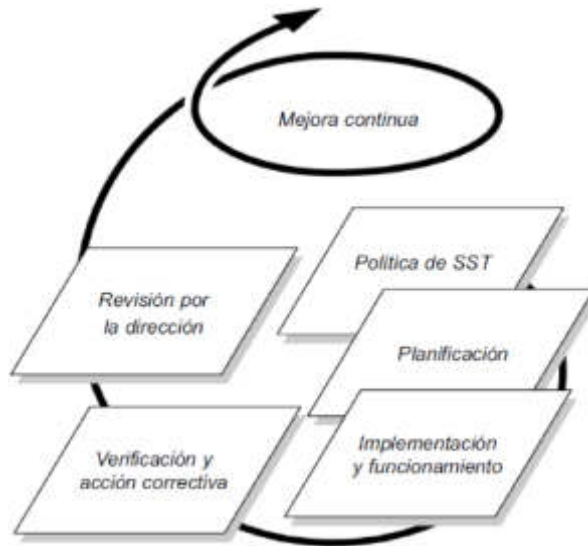 Mejora continua
Política de SST
Revisión por
la dirección
Planificación
Implementación
y funcionamiento
Verificación y
acción correctiva